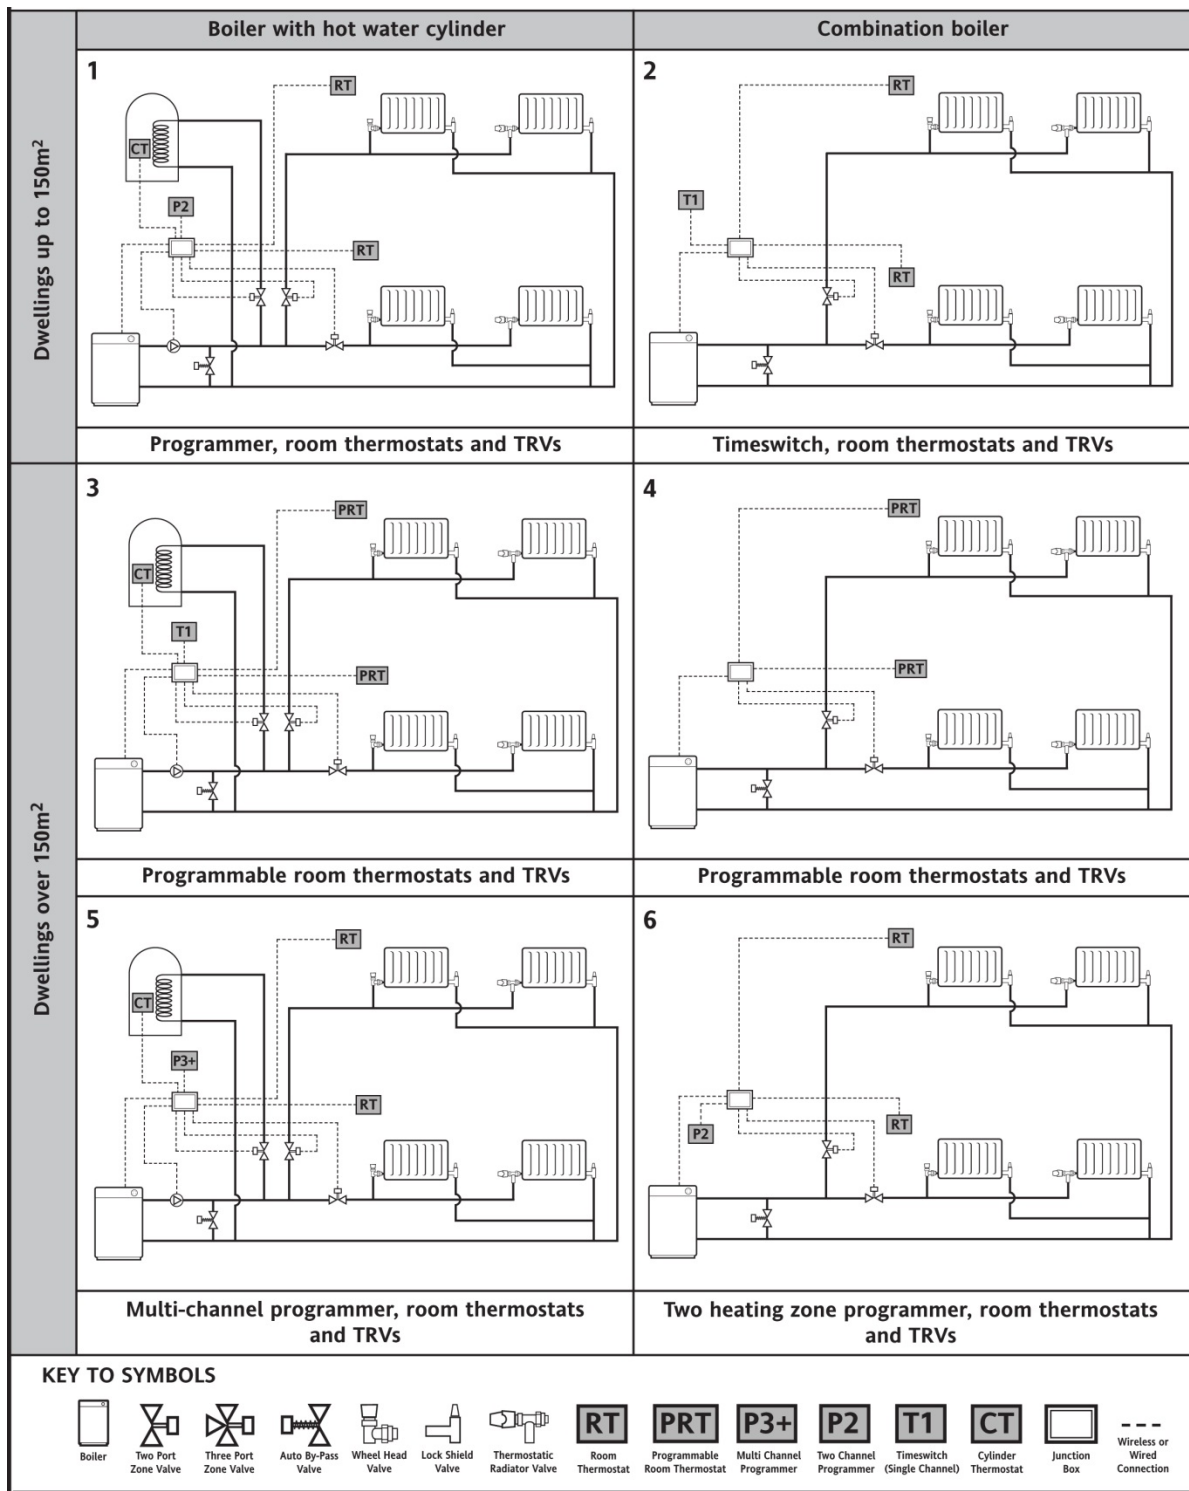 Boiler with hot water cylinder
Combination boiler
Dwellings up to 150m²
1
RT
CT
P2
RT
Programmer, room thermostats and TRVs
2
RT
T1
RT
Timeswitch, room thermostats and TRVs
Dwellings over 150m²
3
PRT
CT
T1
PRT
Programmable room thermostats and TRVs
4
PRT
PRT
Programmable room thermostats and TRVs
5
RT
CT
P3+
RT
Multi-channel programmer, room thermostats
and TRVs
6
RT
P2
RT
Two heating zone programmer, room thermostats
and TRVs
KEY TO SYMBOLS
RT
PRT
P3+
P2
T1
CT
Boiler
Two Port
Zone Valve
Three Port
Zone Valve
Auto By-Pass
Valve
Wheel Head
Valve
Lock Shield
Valve
Thermostatic
Radiator Valve
Room
Thermostat
Programmable
Room Thermostat
Multi Channel
Programmer
Two Channel
Programmer
Timeswitch
(Single Channel)
Cylinder
Thermostat
Junction
Box
Wireless or
Wired
Connection